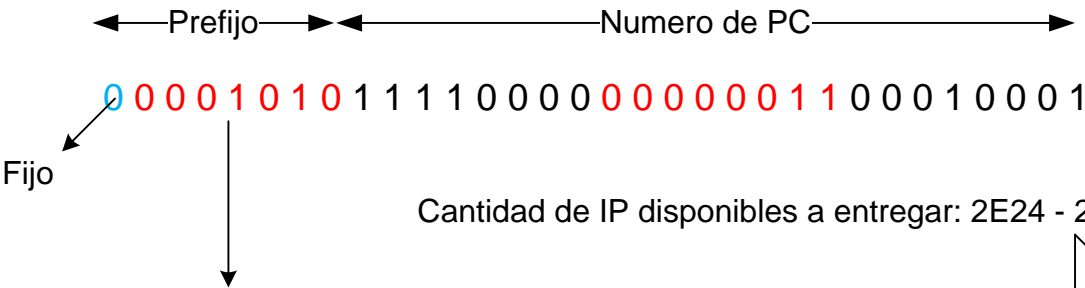 Prefijo Numero de PC
0 0 0 0 1 0 1 0 1 1 1 1 0 0 0 0 0 0 0 0 0 0 1 1 0 0 0 1 0 0 0 1
Fijo
Cantidad de IP disponibles a entregar: 2E24 - 2